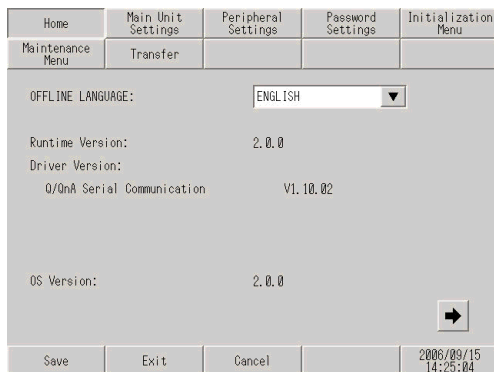 Home
Main Unit
Settings
Peripheral
Settings
Password
Settings
Initialization
Menu
Maintenance
Menu
Transfer
OFFLINE LANGUAGE:
ENGLISH
Runtime Version:
2.0.0
Driver Version:
Q/QnA Serial Communication
V1.10.02
OS Version:
2.0.0
Save
Exit
Cancel
2006/09/15
14:25:04